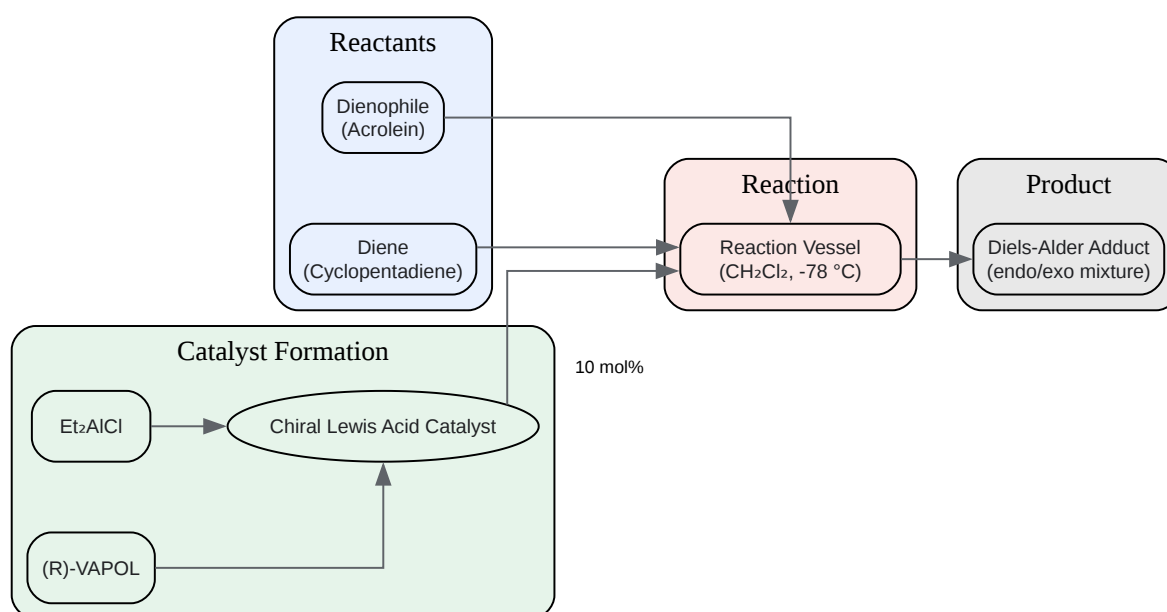 Reactants
Dienophile
(Acrolein)
Diene
(Cyclopentadiene)
Reaction
Reaction Vessel
(CH₂Cl₂, -78 °C)
Product
Diels-Alder Adduct
(endo/exo mixture)
Catalyst Formation
10 mol%
Et₂AlCl
Chiral Lewis Acid Catalyst
(R)-VAPOL